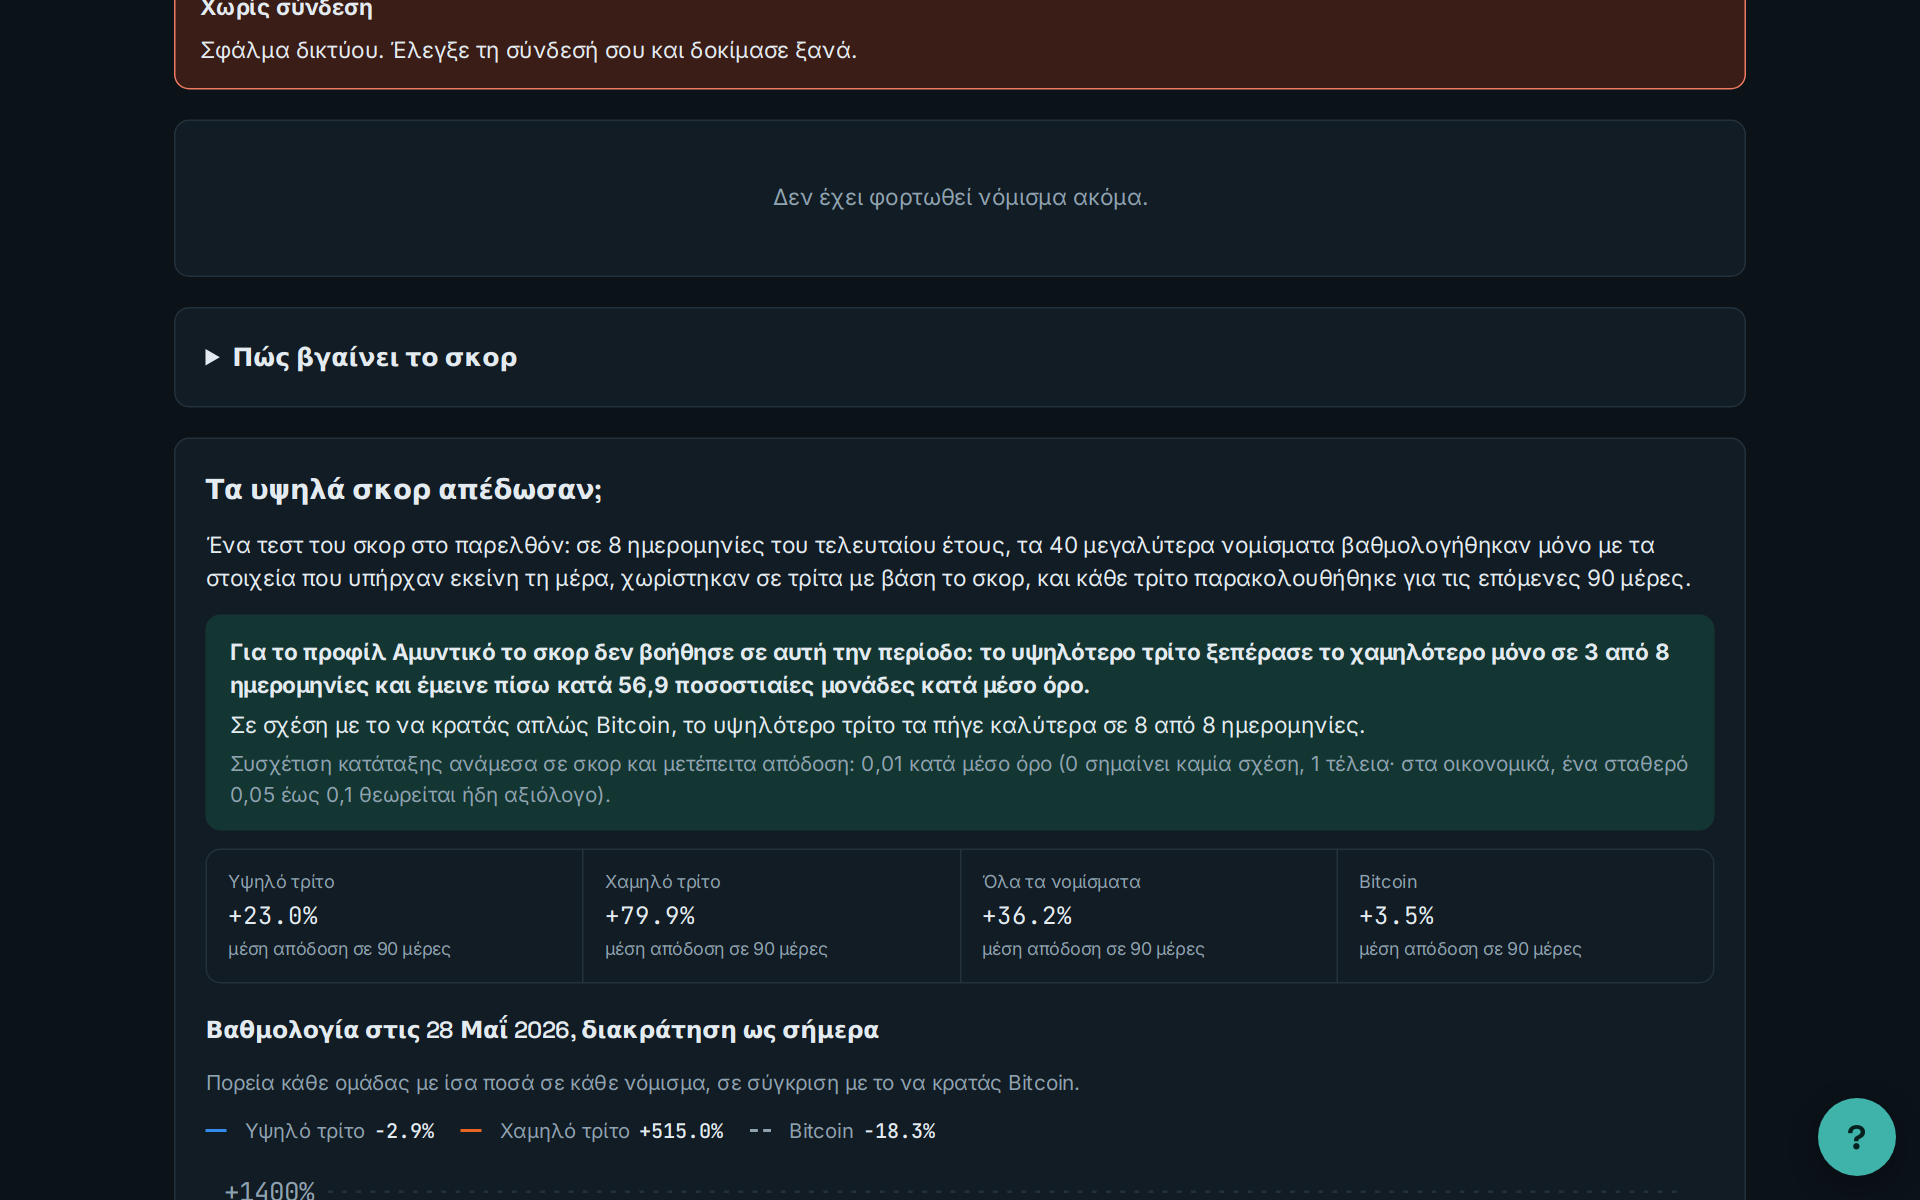 Χωρίς σύνδεση
Σφάλμα δικτύου. Έλεγξε τη σύνδεσή σου και δοκίμασε ξανά.
Δεν έχει φορτωθεί νόμισμα ακόμα.
▶ Πώς βγαίνει το σκορ
Τα υψηλά σκορ απέδωσαν;
Ένα τεστ του σκορ στο παρελθόν: σε 8 ημερομηνίες του τελευταίου έτους, τα 40 μεγαλύτερα νομίσματα βαθμολογήθηκαν μόνο με τα
στοιχεία που υπήρχαν εκείνη τη μέρα, χωρίστηκαν σε τρίτα με βάση το σκορ, και κάθε τρίτο παρακολουθήθηκε για τις επόμενες 90 μέρες.
Για το προφίλ Αμυντικό το σκορ δεν βοήθησε σε αυτή την περίοδο: το υψηλότερο τρίτο ξεπέρασε το χαμηλότερο μόνο σε 3 από 8
ημερομηνίες και έμεινε πίσω κατά 56,9 ποσοστιαίες μονάδες κατά μέσο όρο.
Σε σχέση με το να κρατάς απλώς Bitcoin, το υψηλότερο τρίτο τα πήγε καλύτερα σε 8 από 8 ημερομηνίες.
Συσχέτιση κατάταξης ανάμεσα σε σκορ και μετέπειτα απόδοση: 0,01 κατά μέσο όρο (0 σημαίνει καμία σχέση, 1 τέλεια· στα οικονομικά, ένα σταθερό
0,05 έως 0,1 θεωρείται ήδη αξιόλογο).
Υψηλό τρίτο
+23.0%
μέση απόδοση σε 90 μέρες
Χαμηλό τρίτο
+79.9%
μέση απόδοση σε 90 μέρες
Όλα τα νομίσματα
+36.2%
μέση απόδοση σε 90 μέρες
Bitcoin
+3.5%
μέση απόδοση σε 90 μέρες
Βαθμολογία στις 28 Μαΐ 2026, διακράτηση ως σήμερα
Πορεία κάθε ομάδας με ίσα ποσά σε κάθε νόμισμα, σε σύγκριση με το να κρατάς Bitcoin.
Υψηλό τρίτο -2.9% Χαμηλό τρίτο +515.0% Bitcoin -18.3%
+1400%
?